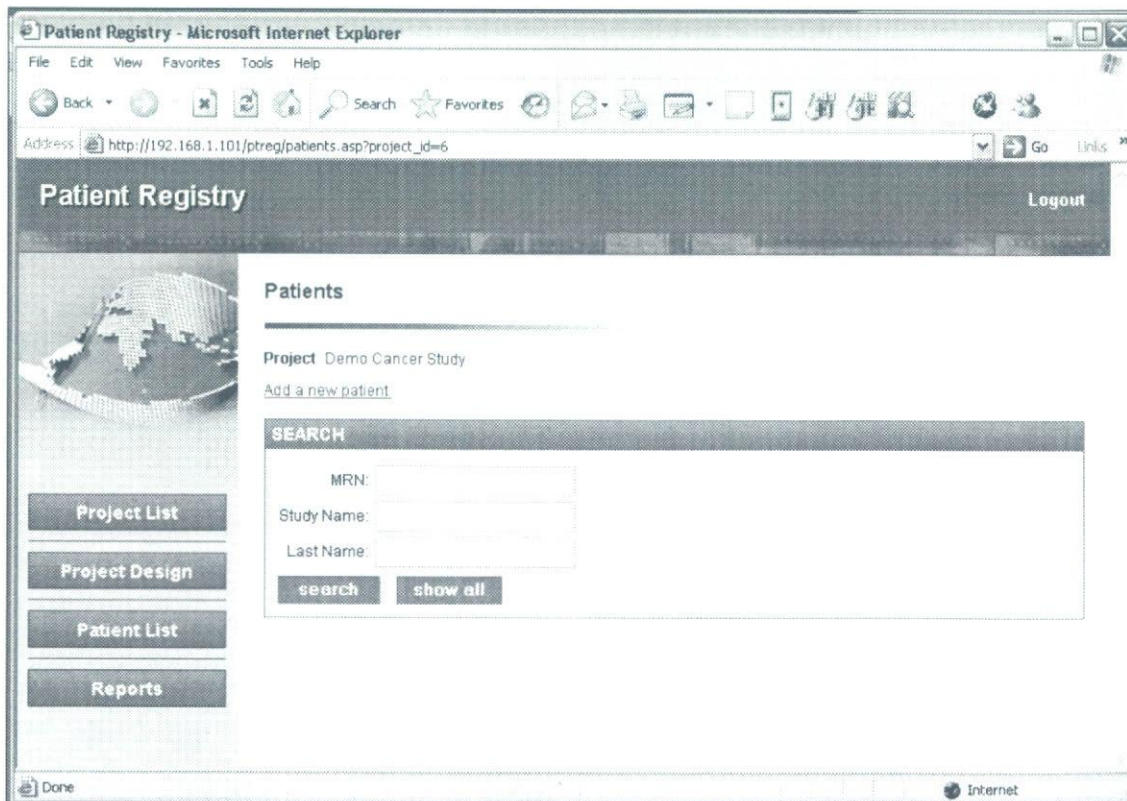 Patient Registry - Microsoft Internet Explorer
File Edit View Favorites Tools Help
Back Search Favorites
Address http://192.168.1.101/ptreg/patients.asp?project_id=6 Go Links »
Patient Registry
Logout
Patients
Project Demo Cancer Study
Add a new patient
SEARCH
MRN:
Study Name:
Last Name:
search show all
Project List
Project Design
Patient List
Reports
Done Internet